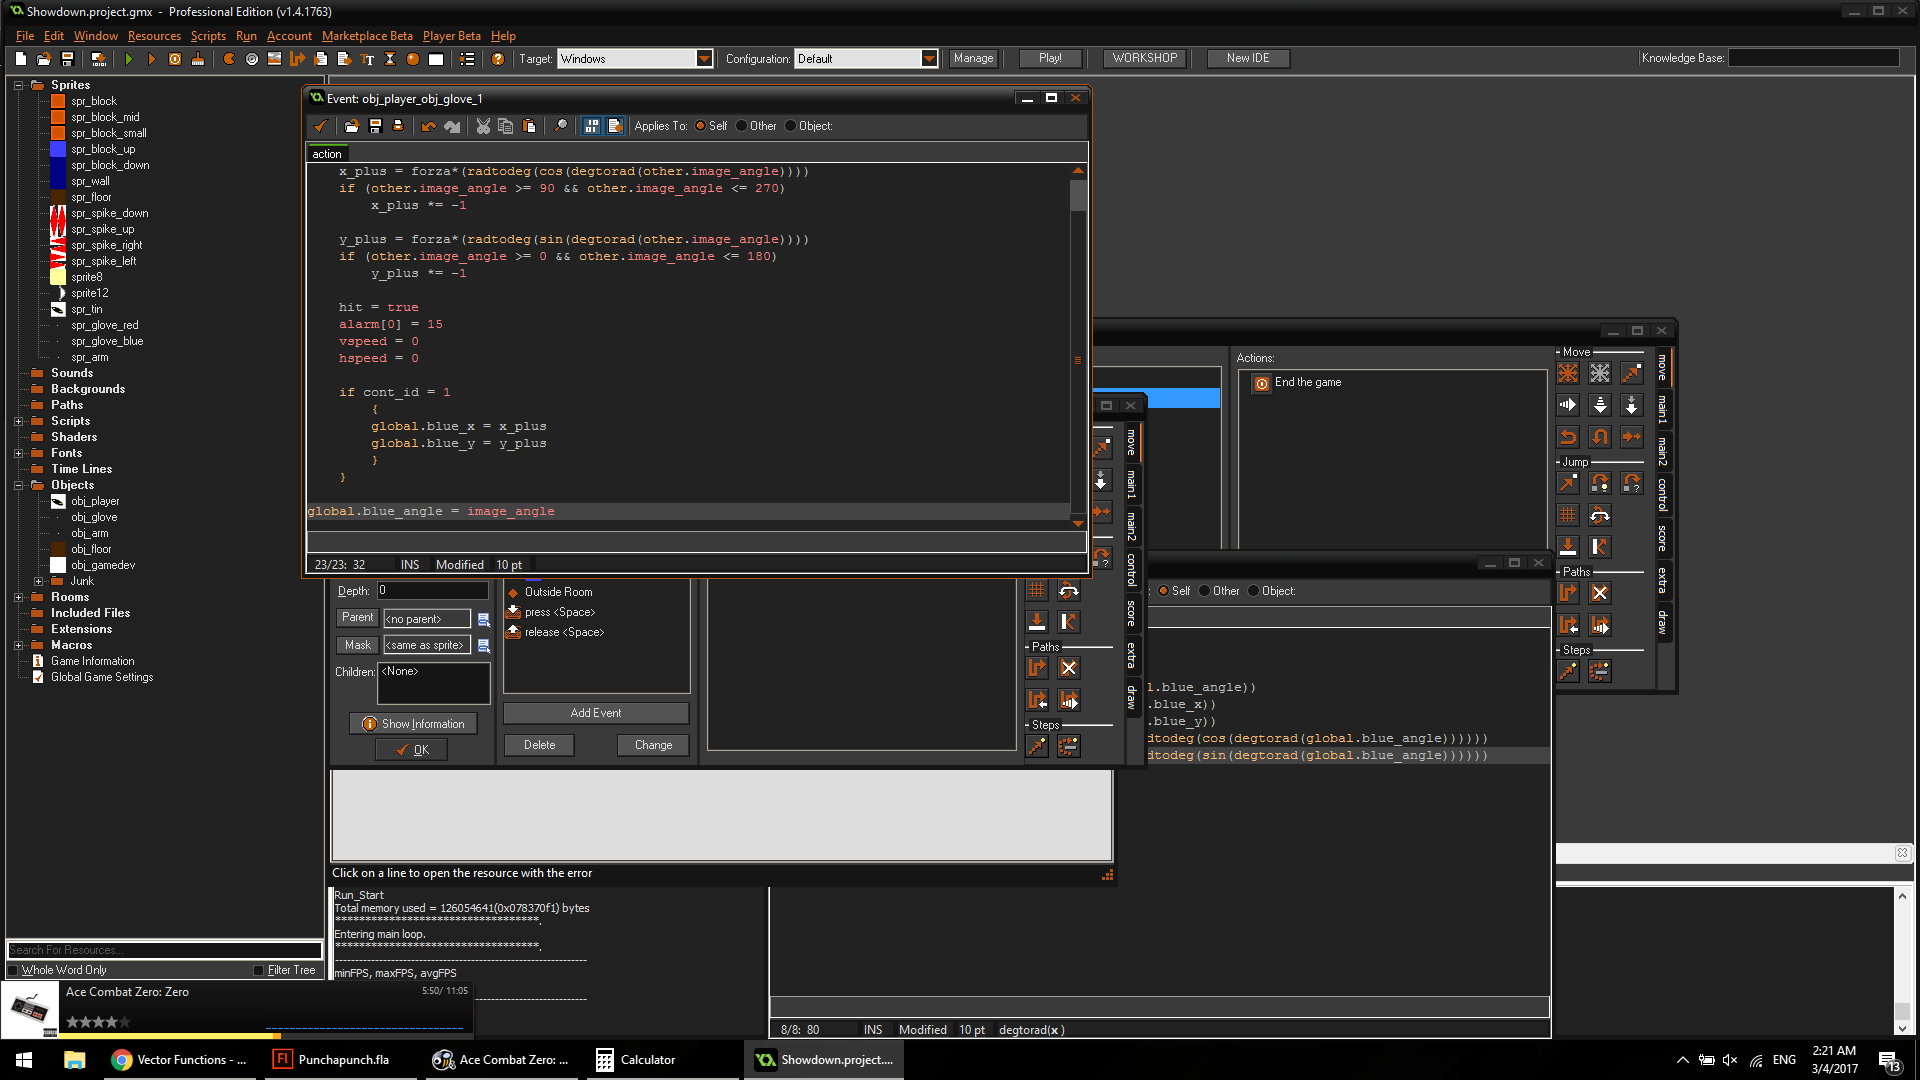 Showdown.project.gmx - Professional Edition (v1.4.1763)
File Edit Window Resources Scripts Run Account Marketplace Beta Player Beta Help
Target: Windows Configuration: Default Manage Play! WORKSHOP New IDE Knowledge Base:
Sprites
spr_block
spr_block_mid
spr_block_small
spr_block_up
spr_block_down
spr_wall
spr_floor
spr_spike_down
spr_spike_up
spr_spike_right
spr_spike_left
sprite8
sprite12
spr_tin
spr_glove_red
spr_glove_blue
spr_arm
Sounds
Backgrounds
Paths
Scripts
Shaders
Fonts
Time Lines
Objects
obj_player
obj_glove
obj_arm
obj_floor
obj_gamedev
Junk
Rooms
Included Files
Extensions
Macros
Game Information
Global Game Settings
Search For Resources...
Whole Word Only Filter Tree
Event: obj_player_obj_glove_1
Applies To: Self Other Object:
action
x_plus = forza*(radtodeg(cos(degtorad(other.image_angle))))
if (other.image_angle >= 90 && other.image_angle <= 270)
x_plus *= -1
y_plus = forza*(radtodeg(sin(degtorad(other.image_angle))))
if (other.image_angle >= 0 && other.image_angle <= 180)
y_plus *= -1
hit = true
alarm[0] = 15
vspeed = 0
hspeed = 0
if cont_id = 1
{
global.blue_x = x_plus
global.blue_y = y_plus
}
}
global.blue_angle = image_angle
23/23: 32 INS Modified 10 pt
Depth: 0
Parent <no parent>
Mask <same as sprite>
Children: <None>
Show Information
OK
Outside Room
press <Space>
release <Space>
Add Event
Delete Change
Paths
Steps
move
main1
main2
control
score
extra
draw
Actions:
End the game
Move
Jump
Paths
Steps
move
main1
main2
control
score
extra
draw
: Self Other Object:
l.blue_angle))
.blue_x))
.blue_y))
dtodeg(cos(degtorad(global.blue_angle))))))
dtodeg(sin(degtorad(global.blue_angle))))))
8/8: 80 INS Modified 10 pt degtorad(x )
Click on a line to open the resource with the error
Run_Start
Total memory used = 126054641(0x078370f1) bytes
**********************************.
Entering main loop.
**********************************.
minFPS, maxFPS, avgFPS
Ace Combat Zero: Zero 5:50/ 11:05
Vector Functions - ...
Punchapunch.fla
Ace Combat Zero: ...
Calculator
Showdown.project....
ENG
2:21 AM
3/4/2017
13